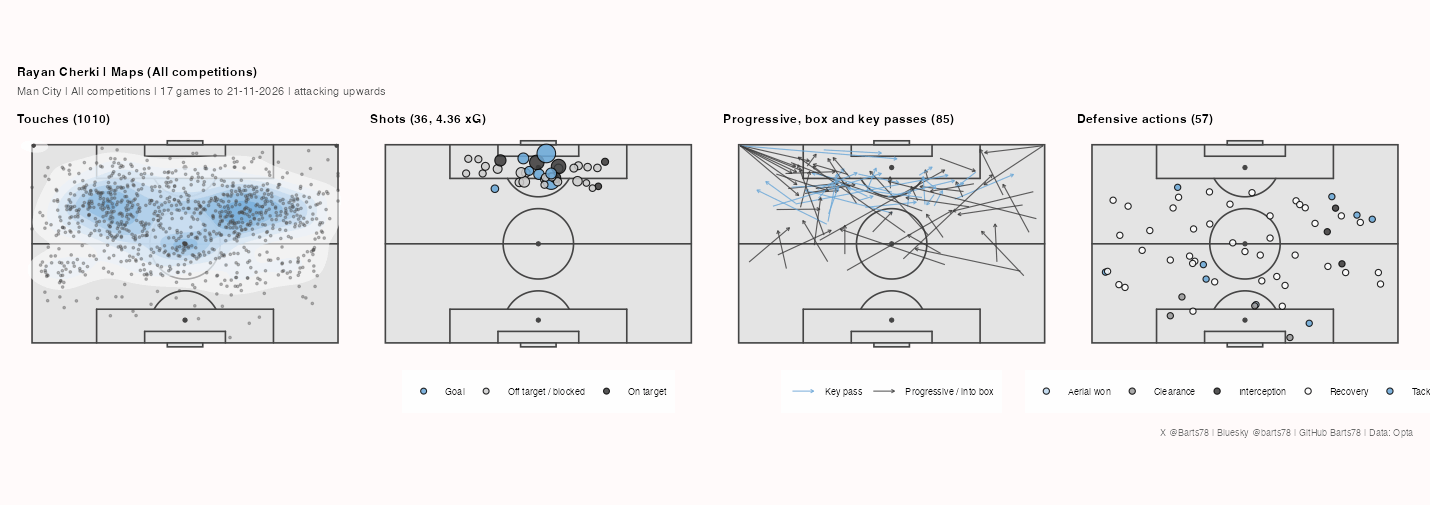 Rayan Cherki | Maps (All competitions)
Man City | All competitions | 17 games to 21-11-2026 | attacking upwards
Touches (1010)
Shots (36, 4.36 xG)
Progressive, box and key passes (85)
Defensive actions (57)
Goal
Off target / blocked
On target
Key pass
Progressive / into box
Aerial won
Clearance
Interception
Recovery
Tack
X @Barts78 | Bluesky @barts78 | GitHub Barts78 | Data: Opta